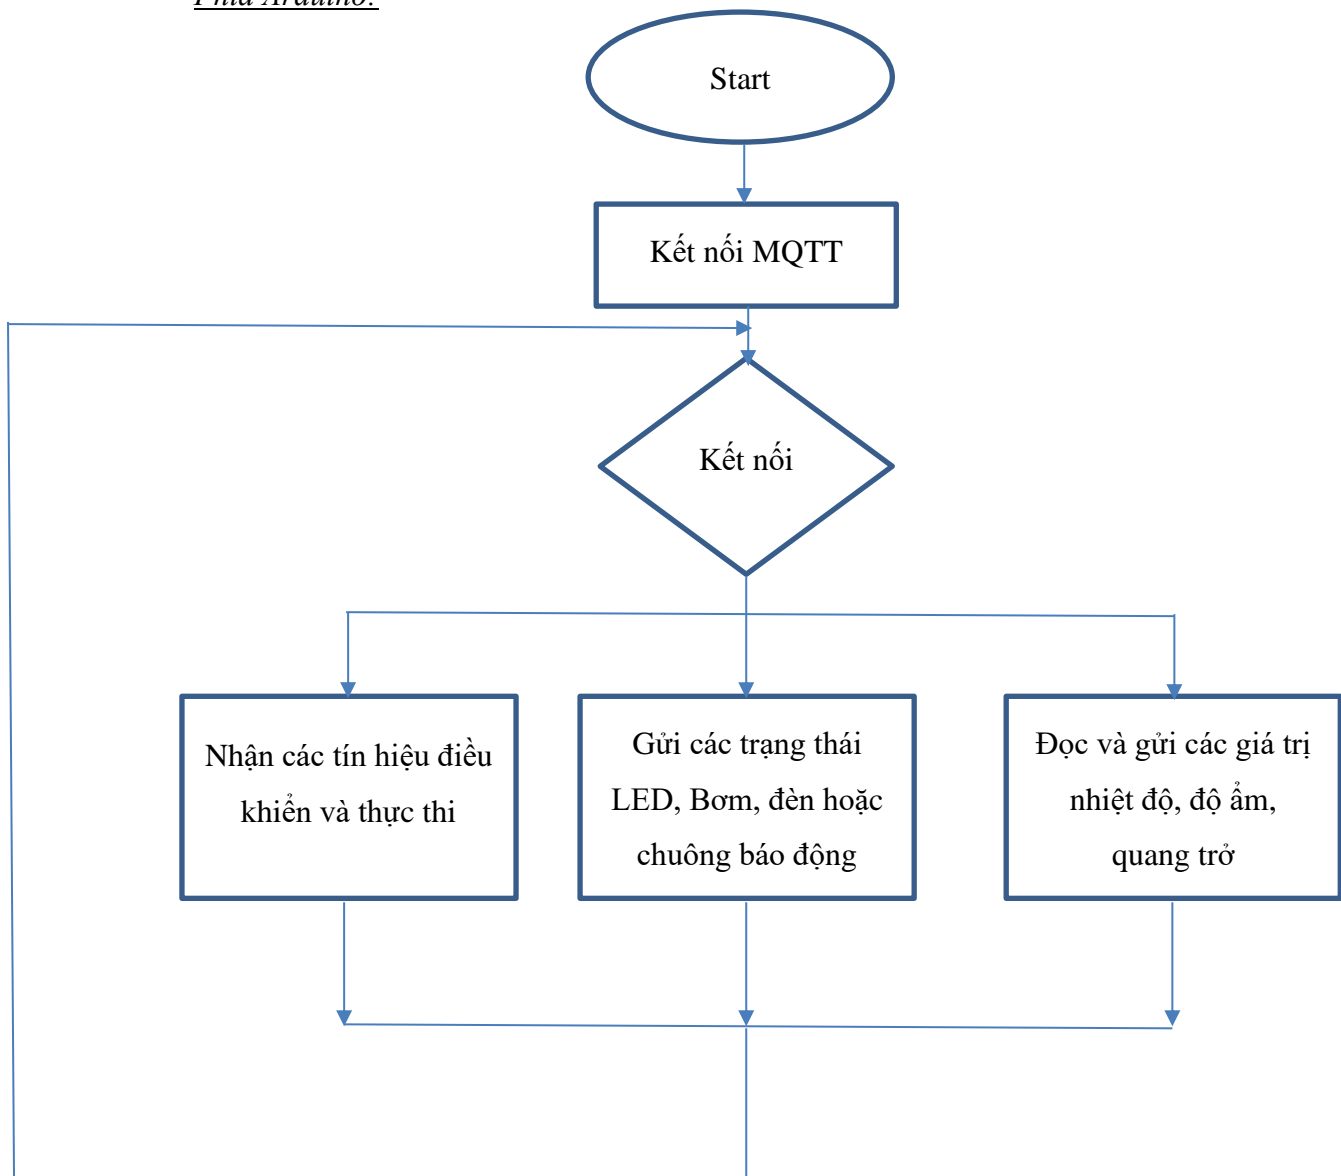 Phía Arduino:
Start
Kết nối MQTT
Kết nối
Nhận các tín hiệu điều
khiển và thực thi
Gửi các trạng thái
LED, Bơm, đèn hoặc
chuông báo động
Đọc và gửi các giá trị
nhiệt độ, độ ẩm,
quang trở